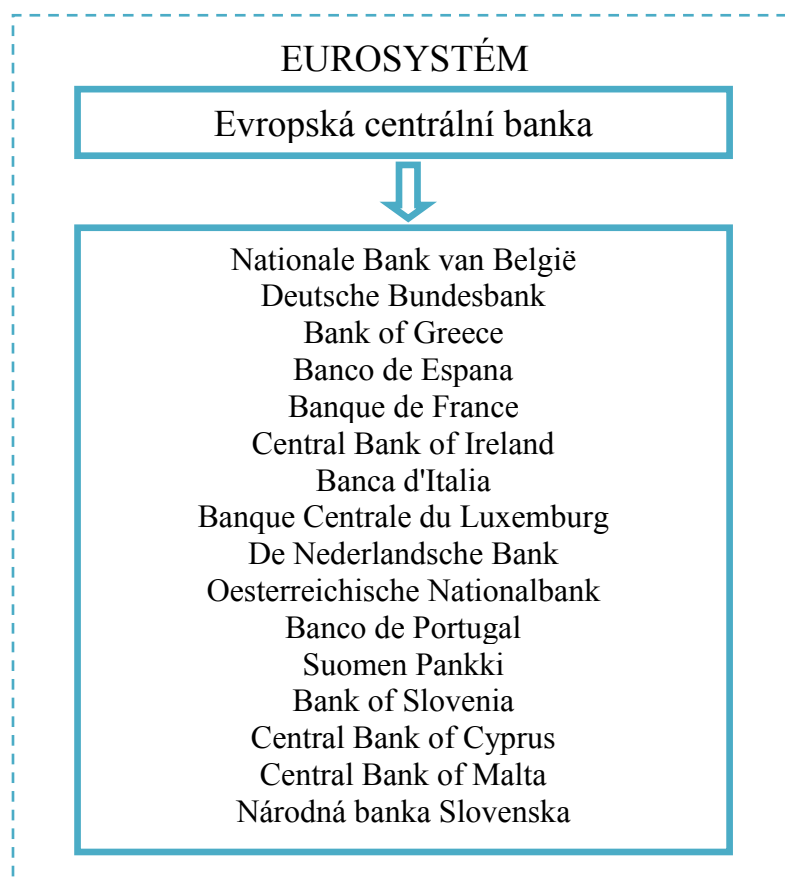 EUROSYSTÉM
Evropská centrální banka
Nationale Bank van België
Deutsche Bundesbank
Bank of Greece
Banco de Espana
Banque de France
Central Bank of Ireland
Banca d'Italia
Banque Centrale du Luxemburg
De Nederlandsche Bank
Oesterreichische Nationalbank
Banco de Portugal
Suomen Pankki
Bank of Slovenia
Central Bank of Cyprus
Central Bank of Malta
Národná banka Slovenska